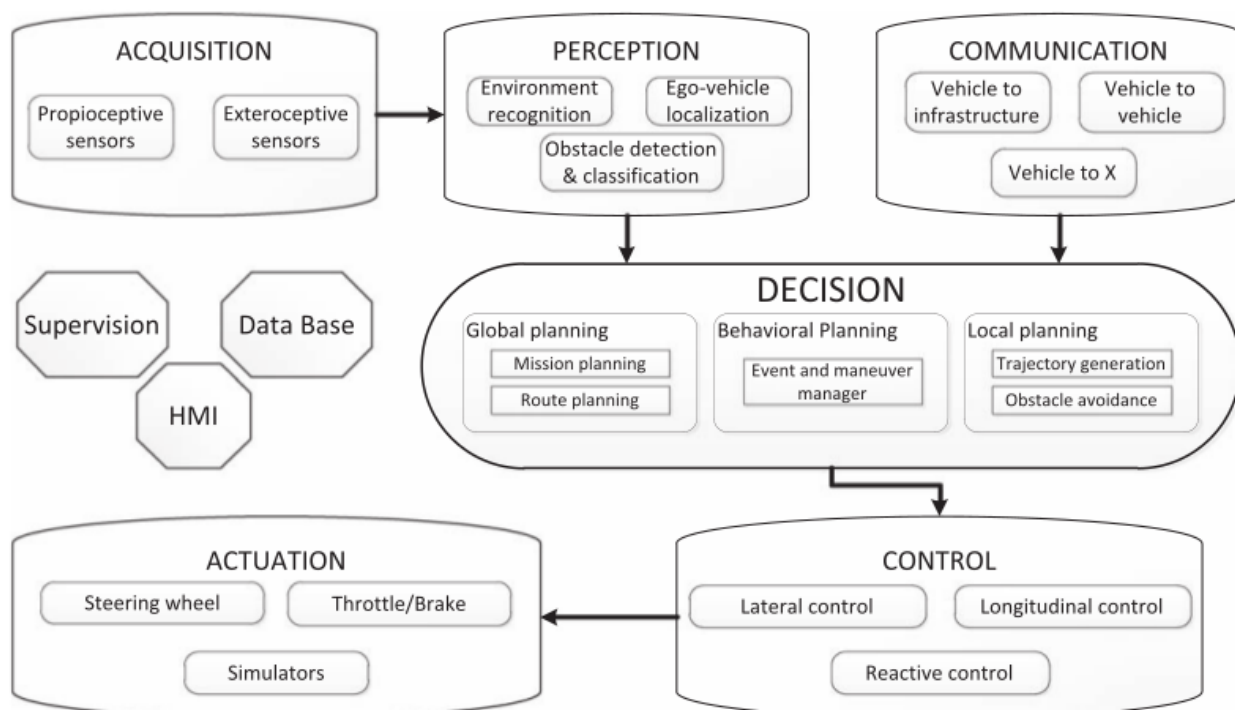 ACQUISITION
Propioceptive
sensors
Exteroceptive
sensors
PERCEPTION
Environment
recognition
Ego-vehicle
localization
Obstacle detection
& classification
COMMUNICATION
Vehicle to
infrastructure
Vehicle to
vehicle
Vehicle to X
Supervision
Data Base
HMI
DECISION
Global planning
Mission planning
Route planning
Behavioral Planning
Event and maneuver
manager
Local planning
Trajectory generation
Obstacle avoidance
ACTUATION
Steering wheel
Throttle/Brake
Simulators
CONTROL
Lateral control
Longitudinal control
Reactive control